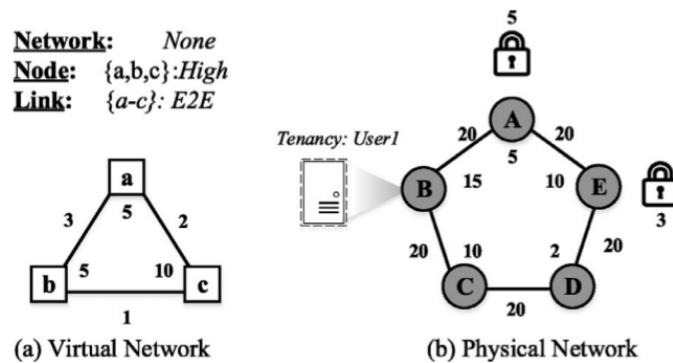 Network: None
Node: {a,b,c}:High
Link: {a-c}: E2E
a
5
3
2
5
10
b
c
1
(a) Virtual Network
5
Tenancy: User1
A
20
20
5
B
15
10
E
3
20
10
2
20
C
D
20
(b) Physical Network